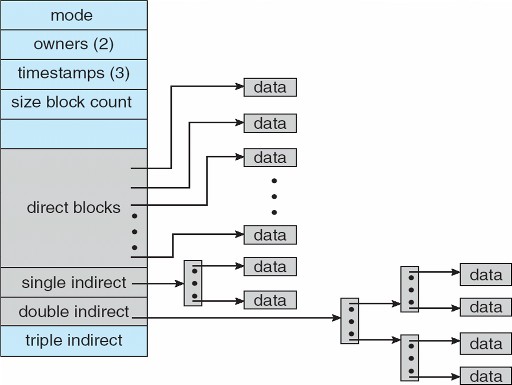 mode
owners (2)
timestamps (3)
size block count
direct blocks
single indirect
double indirect
triple indirect
data
data
data
data
data
data
data
data
data
data